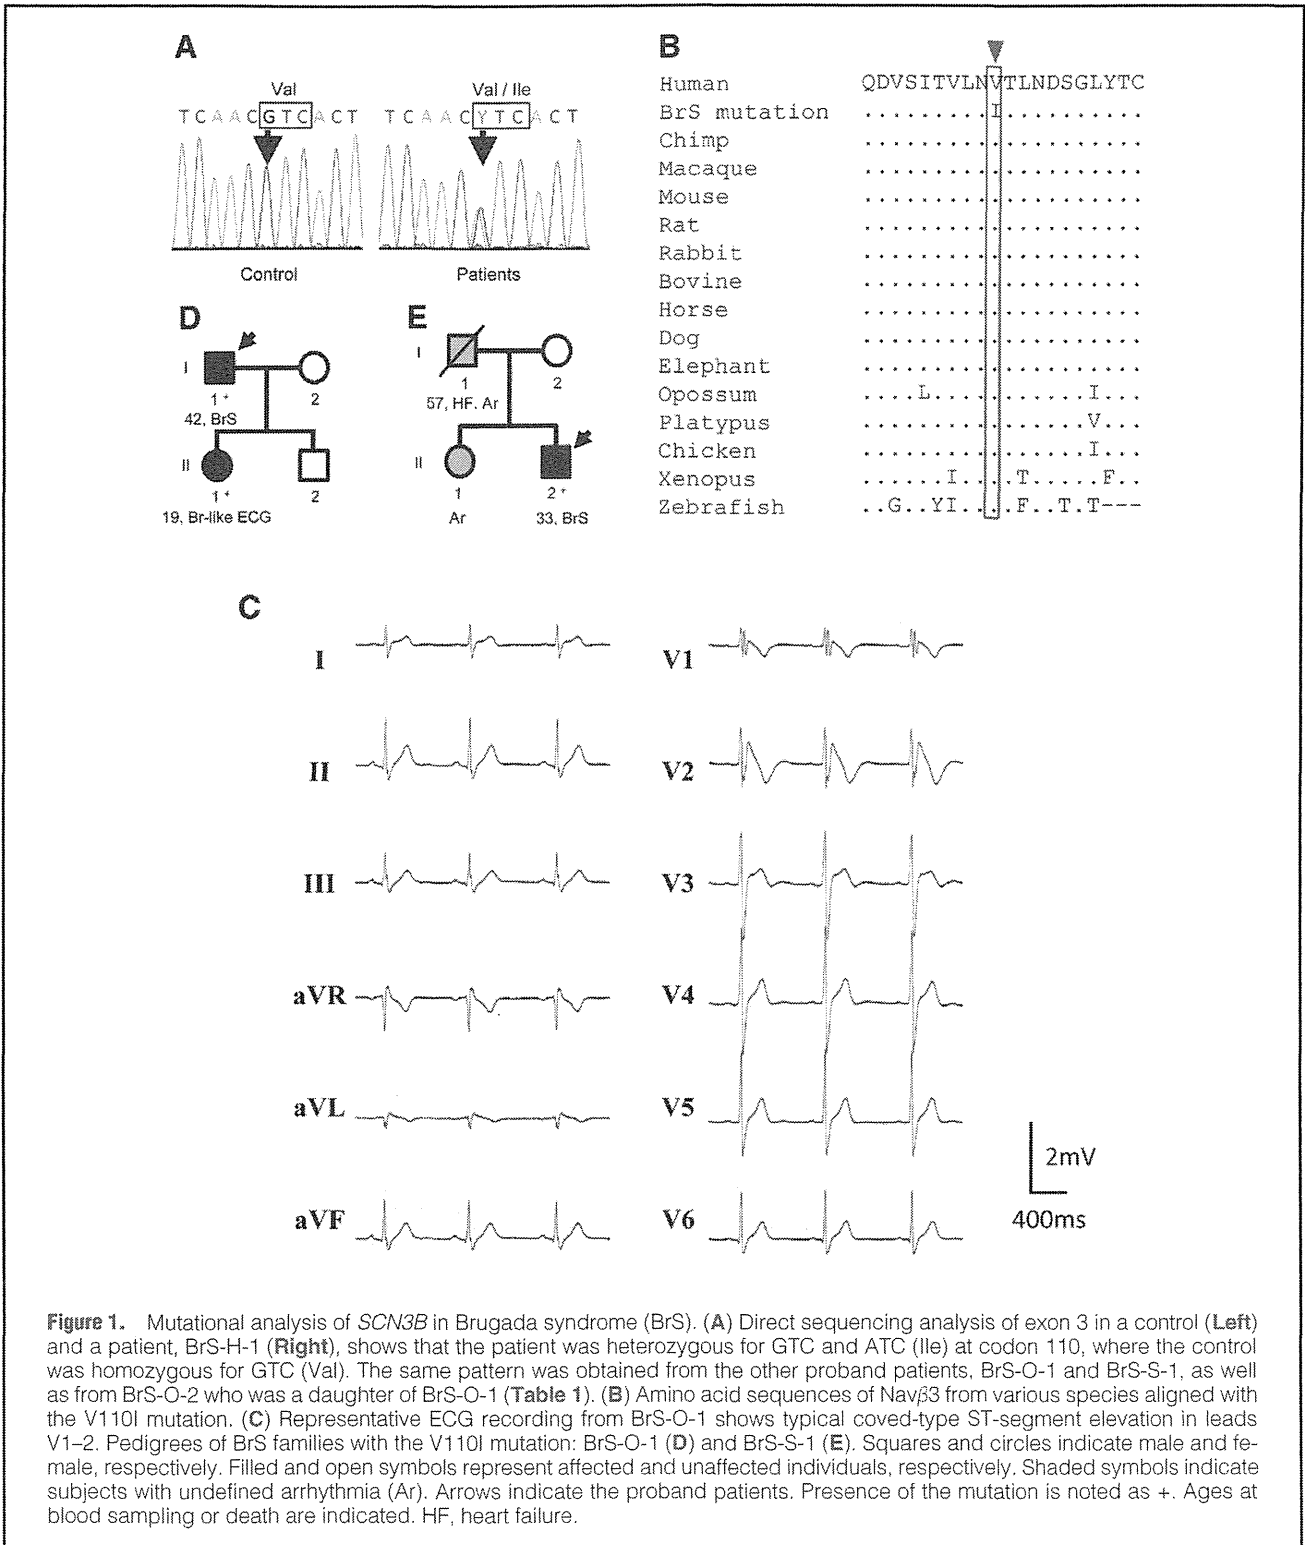 A
Val
TCAACGTCACT
Control
Val / Ile
TCAACYTCACT
Patients
B
Human QDVSITVLNVTLNDSGLYTC
BrS mutation .........I..........
Chimp ....................
Macaque ....................
Mouse ....................
Rat ....................
Rabbit ....................
Bovine ....................
Horse ....................
Dog ....................
Elephant ....................
Opossum ....L...........I...
Platypus ................V...
Chicken ................I...
Xenopus ......I....T.....F..
Zebrafish ..G..YI....F..T.T---
D
I
1 +
2
42, BrS
II
1 +
2
19, Br-like ECG
E
I
1
2
57, HF, Ar
II
1
2 +
Ar
33, BrS
C
I
II
III
aVR
aVL
aVF
V1
V2
V3
V4
V5
V6
2mV
400ms
Figure 1. Mutational analysis of SCN3B in Brugada syndrome (BrS). (A) Direct sequencing analysis of exon 3 in a control (Left)
and a patient, BrS-H-1 (Right), shows that the patient was heterozygous for GTC and ATC (Ile) at codon 110, where the control
was homozygous for GTC (Val). The same pattern was obtained from the other proband patients, BrS-O-1 and BrS-S-1, as well
as from BrS-O-2 who was a daughter of BrS-O-1 (Table 1). (B) Amino acid sequences of Navβ3 from various species aligned with
the V110I mutation. (C) Representative ECG recording from BrS-O-1 shows typical coved-type ST-segment elevation in leads
V1–2. Pedigrees of BrS families with the V110I mutation: BrS-O-1 (D) and BrS-S-1 (E). Squares and circles indicate male and fe-
male, respectively. Filled and open symbols represent affected and unaffected individuals, respectively. Shaded symbols indicate
subjects with undefined arrhythmia (Ar). Arrows indicate the proband patients. Presence of the mutation is noted as +. Ages at
blood sampling or death are indicated. HF, heart failure.